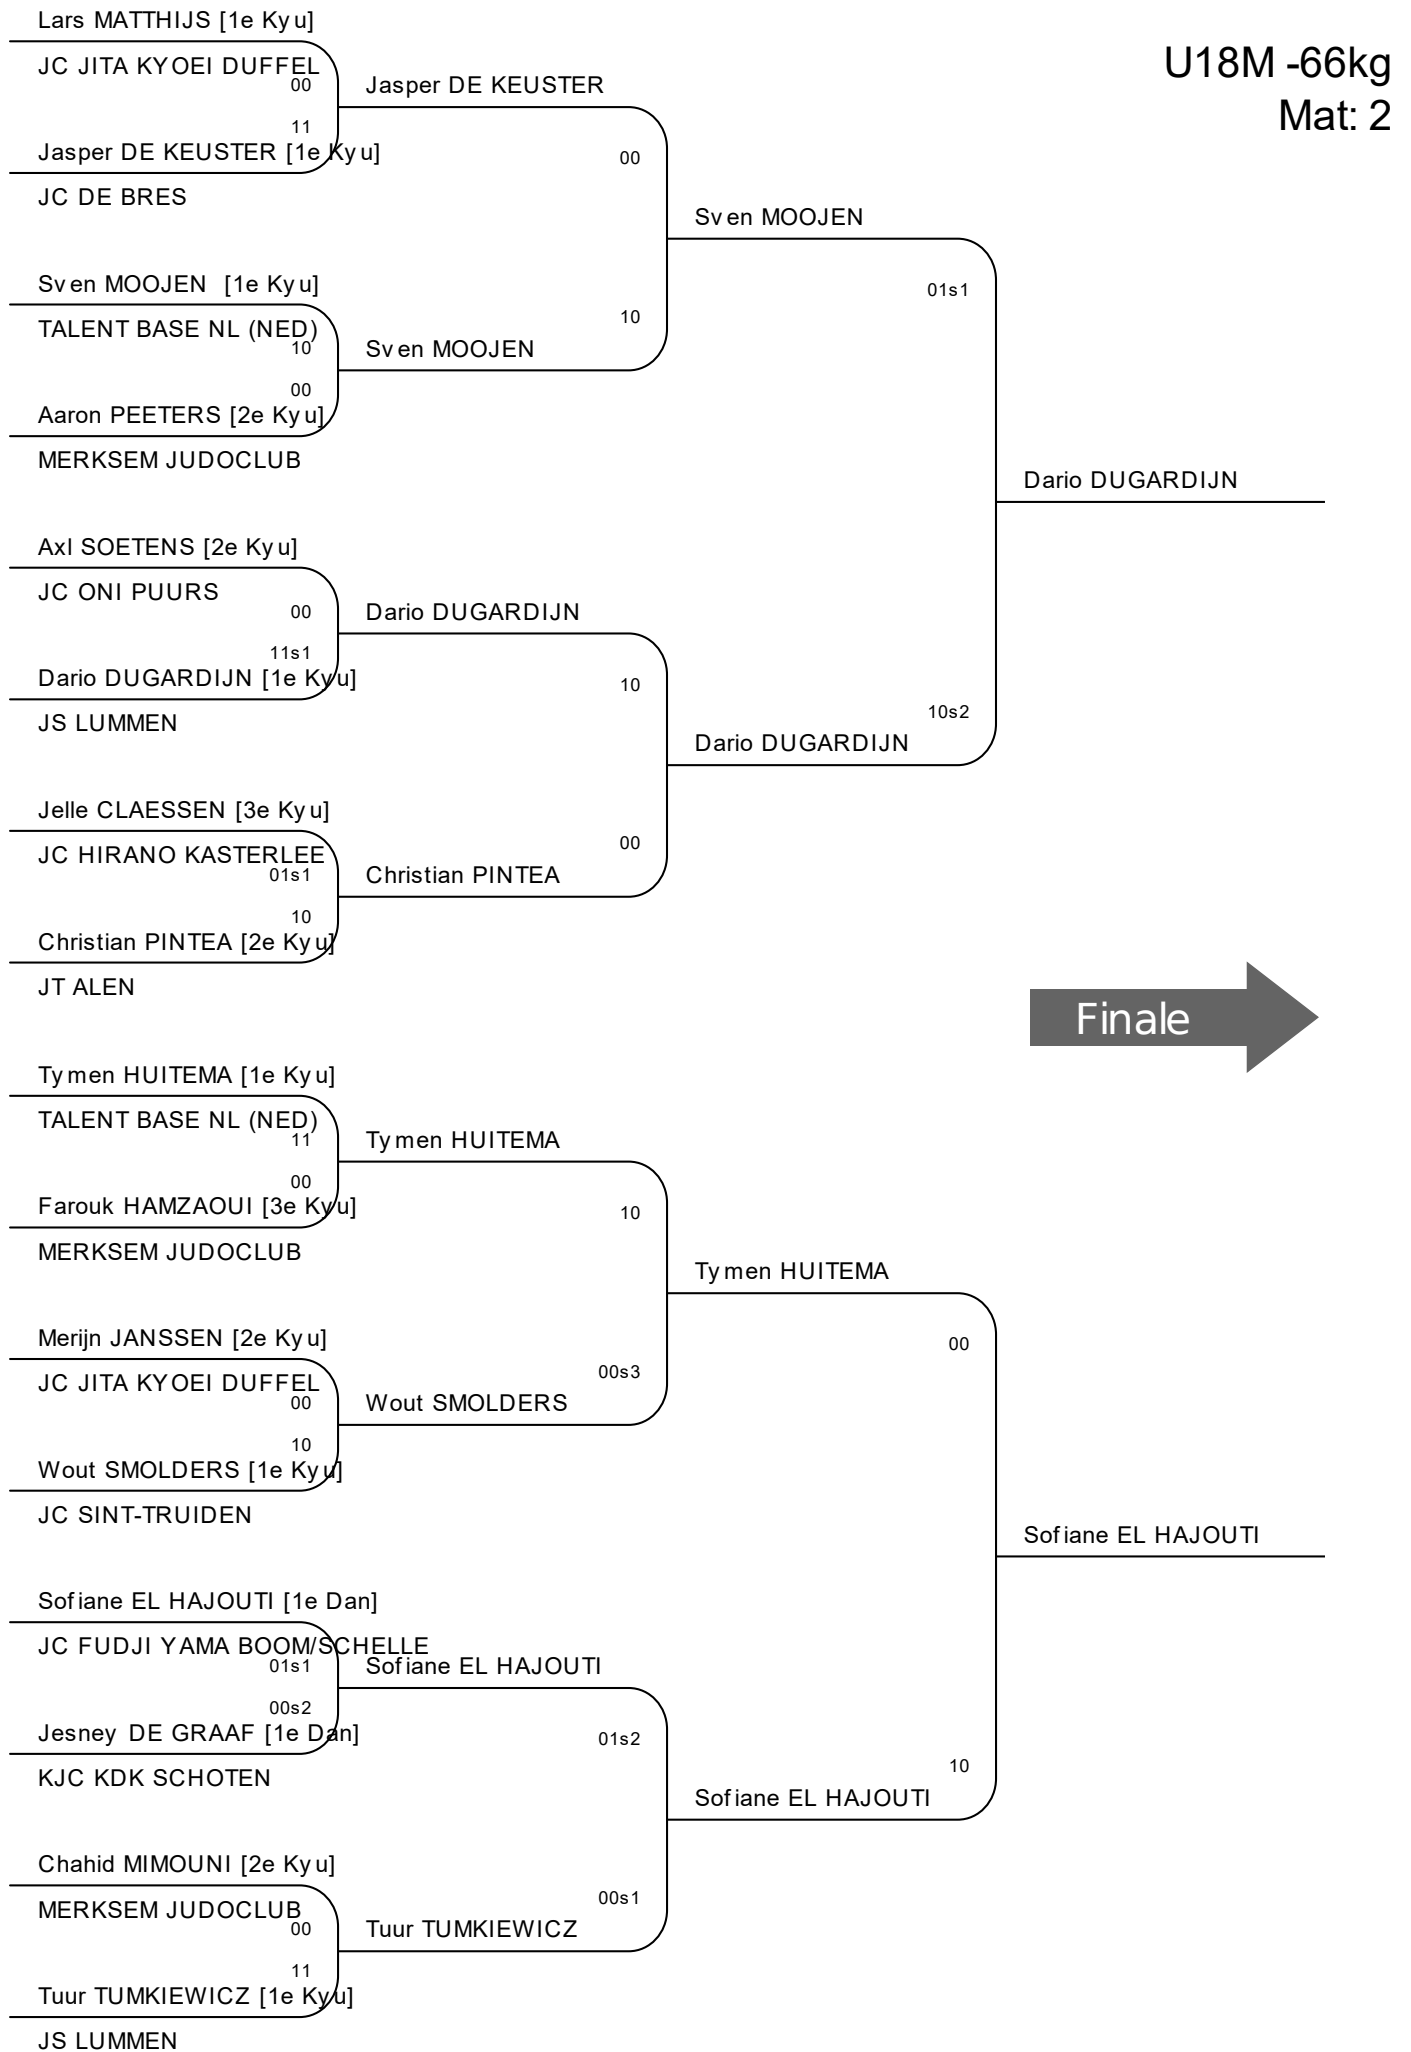 Lars MATTHIJS [1e Kyu]
U18M -66kg
JC JITA KYOEI DUFFEL
00
Jasper DE KEUSTER
Mat: 2
11
Jasper DE KEUSTER [1e Kyu]
00
JC DE BRES
Sven MOOJEN
Sven MOOJEN [1e Kyu]
01s1
TALENT BASE NL (NED)
10
10
Sven MOOJEN
00
Aaron PEETERS [2e Kyu]
MERKSEM JUDOCLUB
Dario DUGARDIJN
Axl SOETENS [2e Kyu]
JC ONI PUURS
00
Dario DUGARDIJN
11s1
Dario DUGARDIJN [1e Kyu]
10
JS LUMMEN
10s2
Dario DUGARDIJN
Jelle CLAESSEN [3e Kyu]
JC HIRANO KASTERLEE
00
01s1
Christian PINTEA
10
Christian PINTEA [2e Kyu]
JT ALEN
Finale
Tymen HUITEMA [1e Kyu]
TALENT BASE NL (NED)
11
Tymen HUITEMA
00
Farouk HAMZAOUI [3e Kyu]
10
MERKSEM JUDOCLUB
Tymen HUITEMA
Merijn JANSSEN [2e Kyu]
00
JC JITA KYOEI DUFFEL
00s3
00
Wout SMOLDERS
10
Wout SMOLDERS [1e Kyu]
JC SINT-TRUIDEN
Sofiane EL HAJOUTI
Sofiane EL HAJOUTI [1e Dan]
JC FUDJI YAMA BOOM/SCHELLE
01s1
Sofiane EL HAJOUTI
00s2
Jesney DE GRAAF [1e Dan]
01s2
KJC KDK SCHOTEN
10
Sofiane EL HAJOUTI
Chahid MIMOUNI [2e Kyu]
MERKSEM JUDOCLUB
00s1
00
Tuur TUMKIEWICZ
11
Tuur TUMKIEWICZ [1e Kyu]
JS LUMMEN